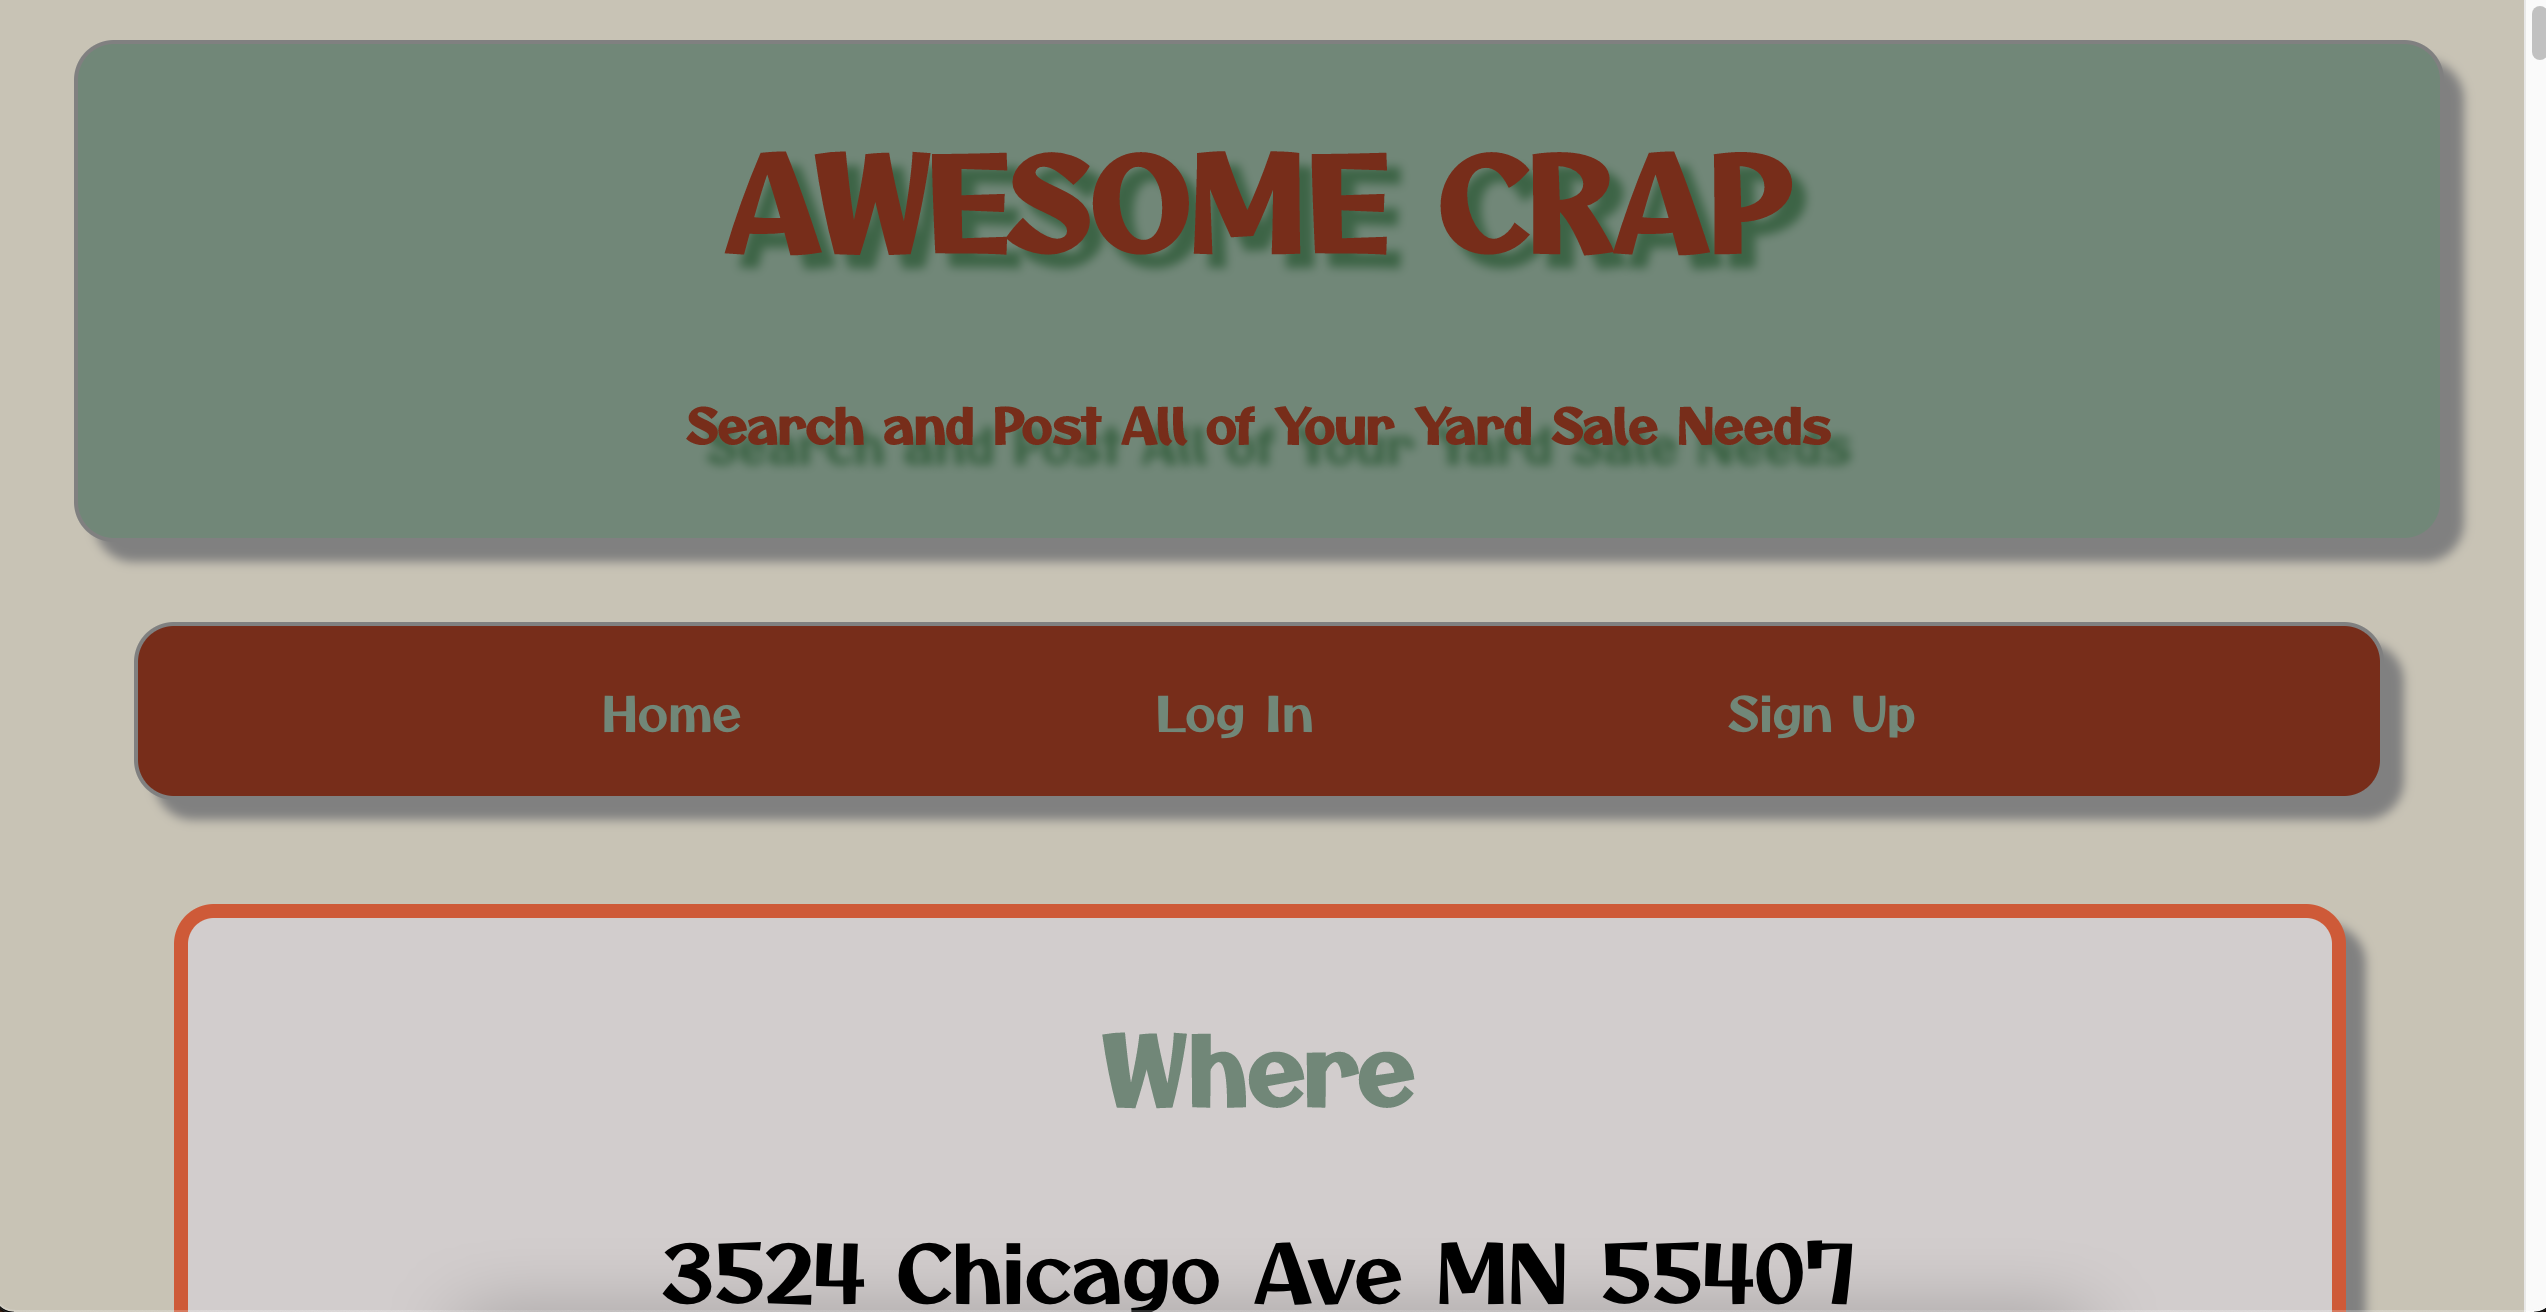 AWESOME CRAP
Search and Post All of Your Yard Sale Needs
Home Log In Sign Up
Where
3524 Chicago Ave MN 55407